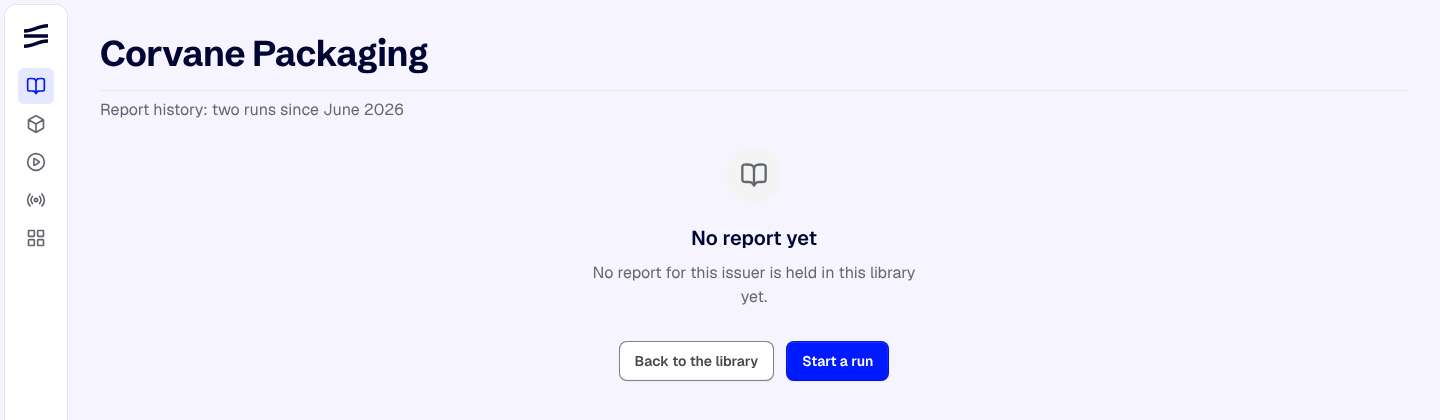 Corvane Packaging
Report history: two runs since June 2026
No report yet
No report for this issuer is held in this library
yet.
Back to the library
Start a run